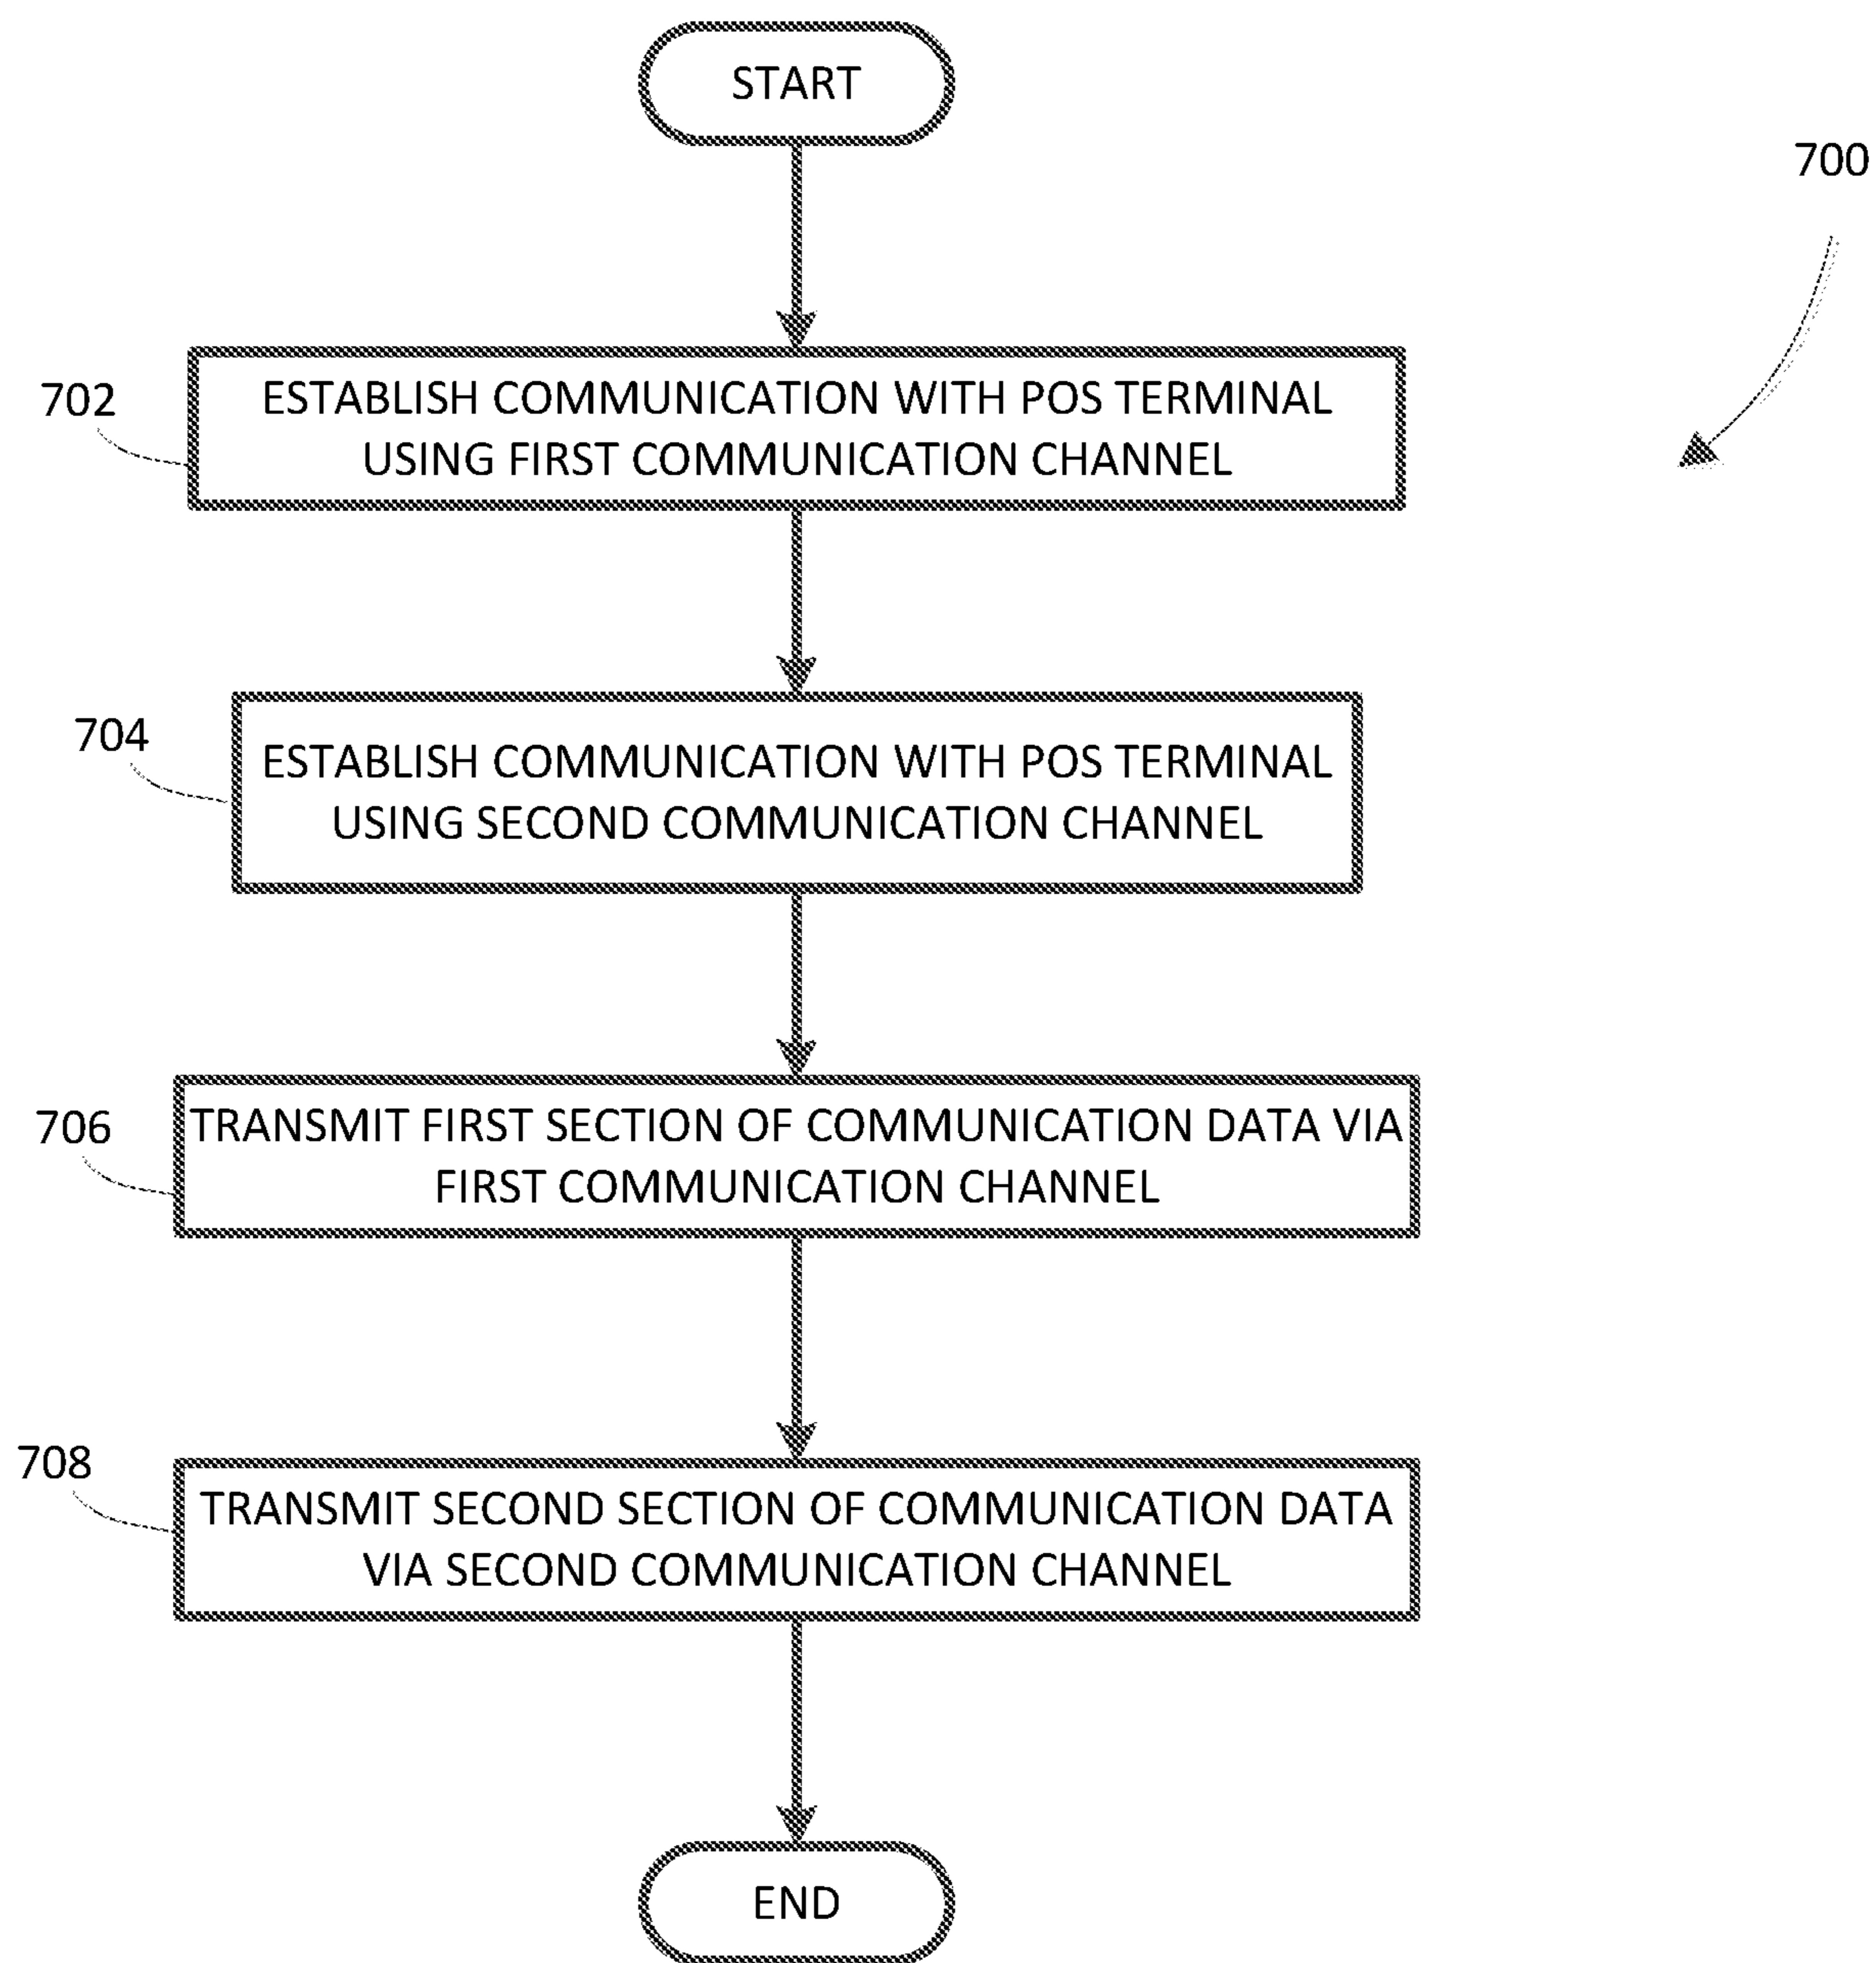 START
700
702
ESTABLISH COMMUNICATION WITH POS TERMINAL
USING FIRST COMMUNICATION CHANNEL
704
ESTABLISH COMMUNICATION WITH POS TERMINAL
USING SECOND COMMUNICATION CHANNEL
706
TRANSMIT FIRST SECTION OF COMMUNICATION DATA VIA
FIRST COMMUNICATION CHANNEL
708
TRANSMIT SECOND SECTION OF COMMUNICATION DATA
VIA SECOND COMMUNICATION CHANNEL
END